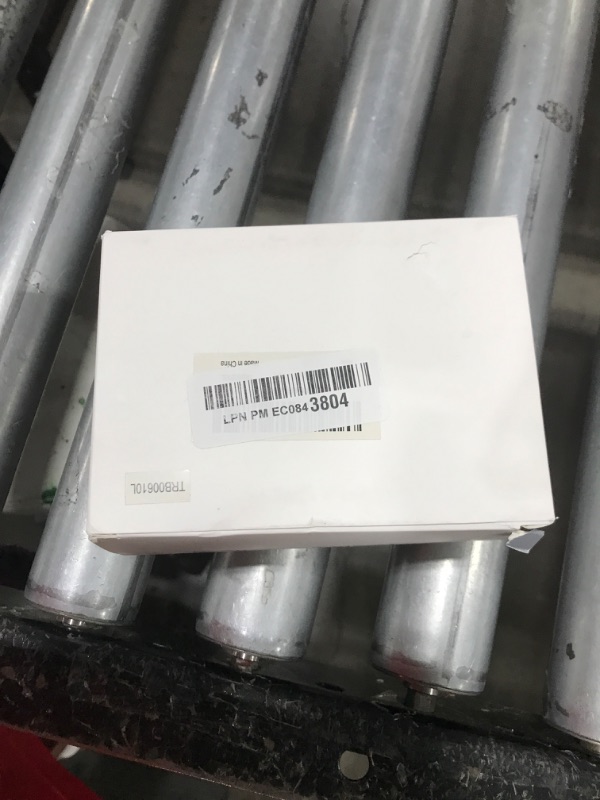 Made in China
LPN PM EC0843804
TRB00610L